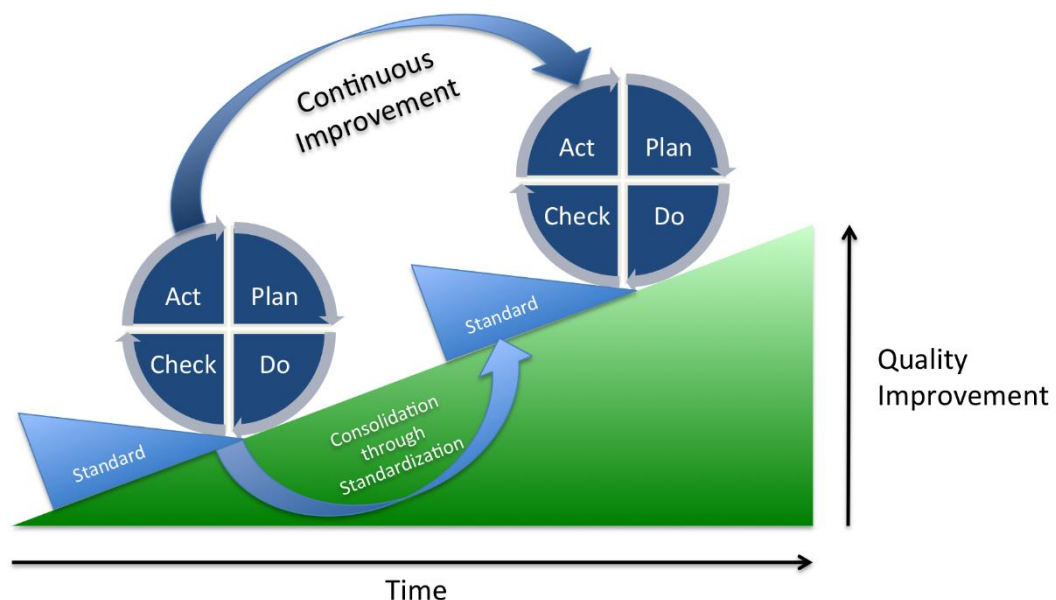 Continuous
Improvement
Act
Plan
Check
Do
Act
Plan
Check
Do
Standard
Standard
Consolidation
through
Standardization
Quality
Improvement
Time